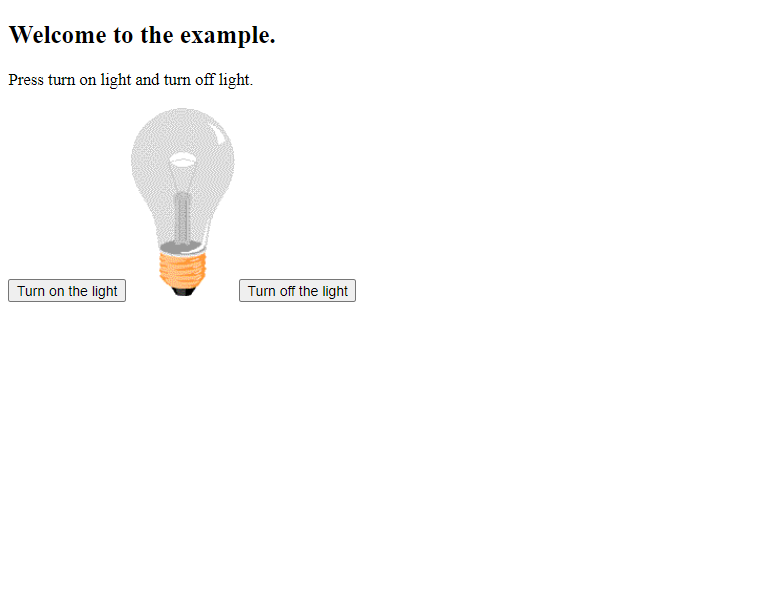 Welcome to the example.
Press turn on light and turn off light.
Turn on the light Turn off the light